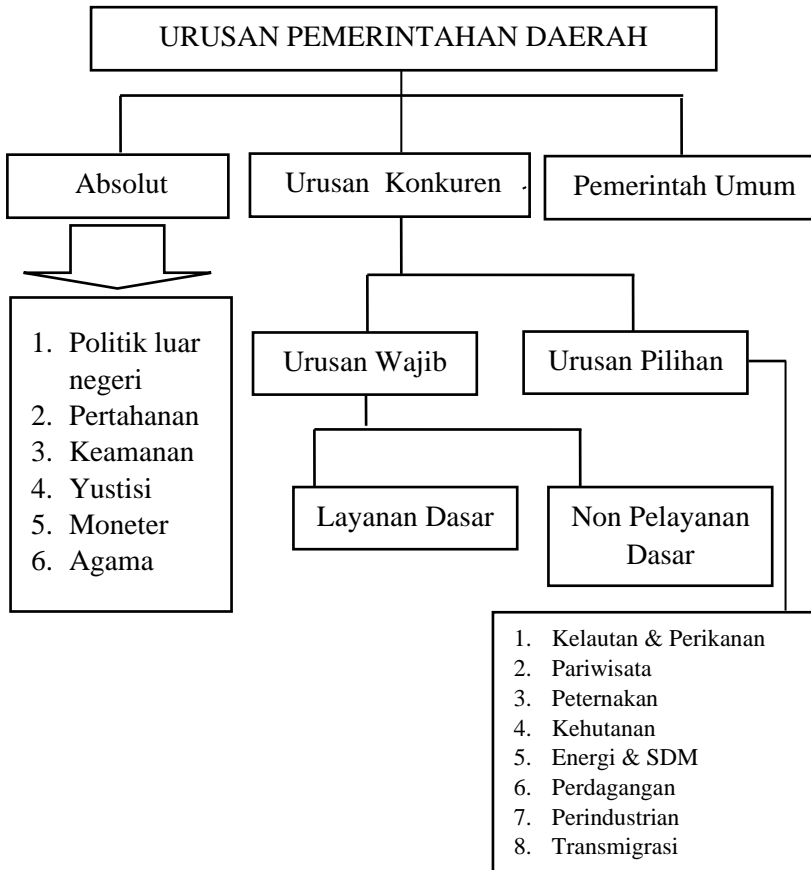 URUSAN PEMERINTAHAN DAERAH
Absolut
Urusan Konkuren
Pemerintah Umum
1. Politik luar
negeri
2. Pertahanan
3. Keamanan
4. Yustisi
5. Moneter
6. Agama
Urusan Wajib
Urusan Pilihan
Layanan Dasar
Non Pelayanan
Dasar
1. Kelautan & Perikanan
2. Pariwisata
3. Peternakan
4. Kehutanan
5. Energi & SDM
6. Perdagangan
7. Perindustrian
8. Transmigrasi